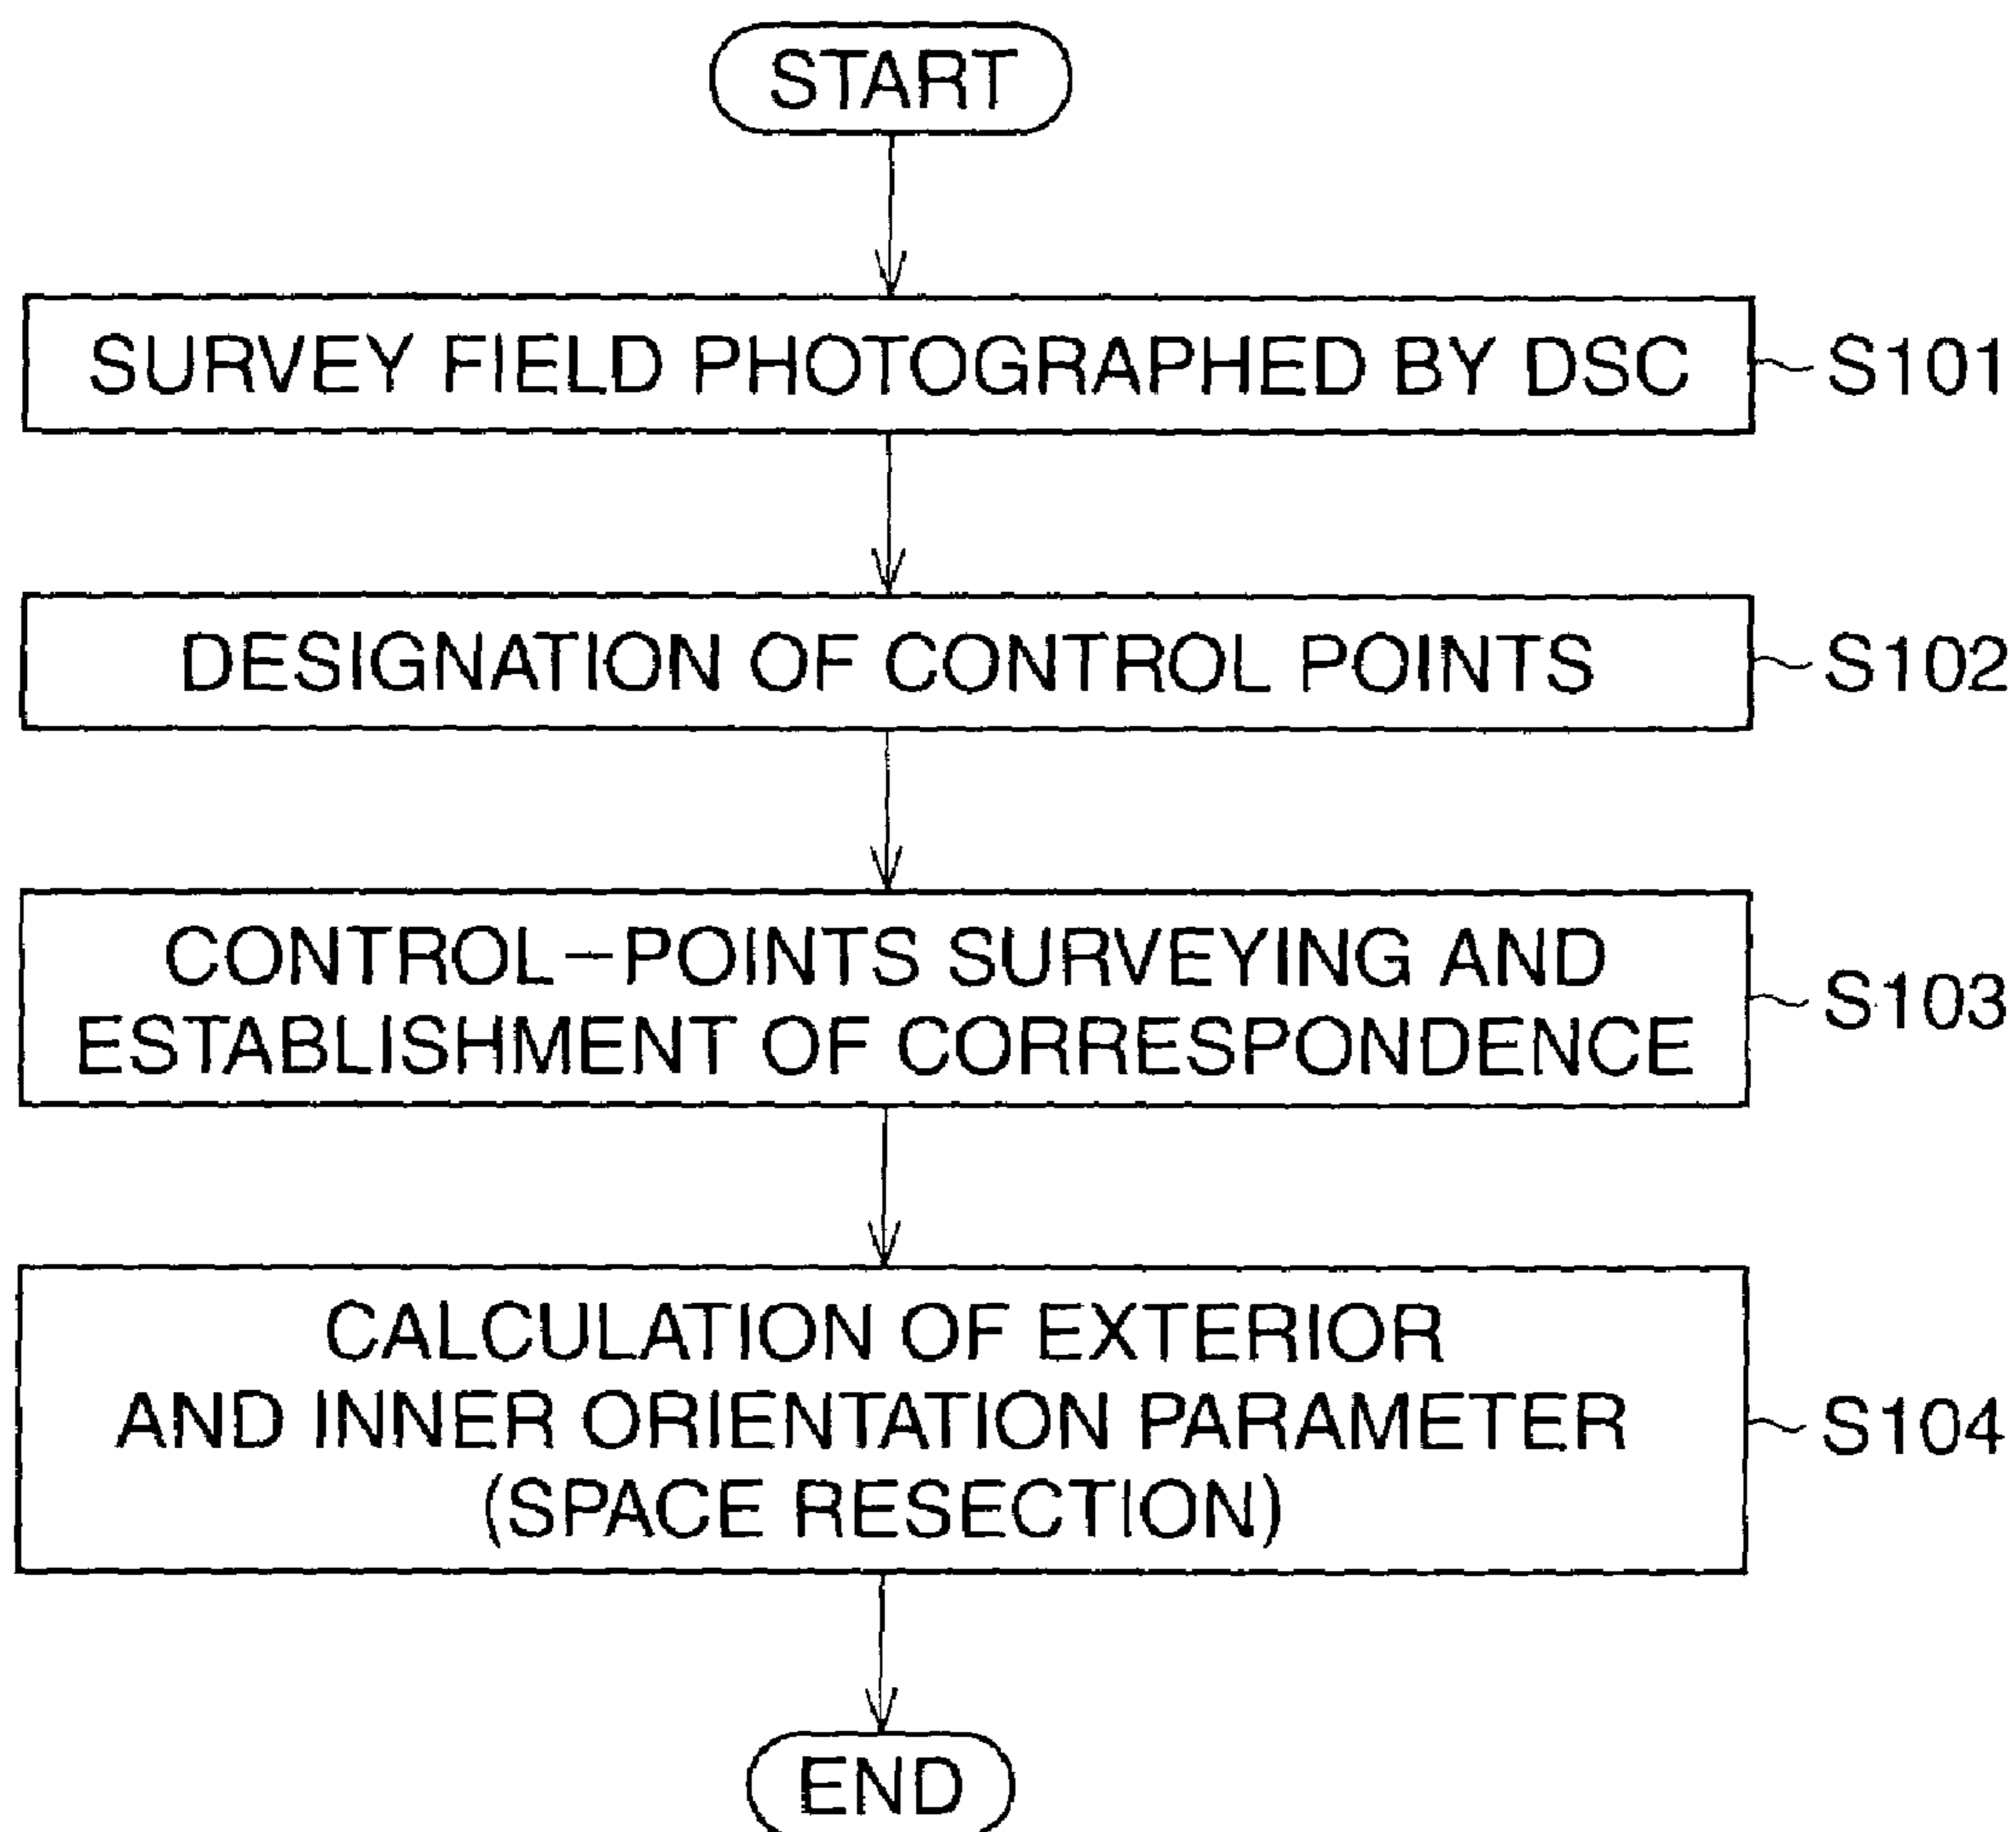 START
SURVEY FIELD PHOTOGRAPHED BY DSC
S101
DESIGNATION OF CONTROL POINTS
S102
CONTROL-POINTS SURVEYING AND
ESTABLISHMENT OF CORRESPONDENCE
S103
CALCULATION OF EXTERIOR
AND INNER ORIENTATION PARAMETER
(SPACE RESECTION)
S104
END